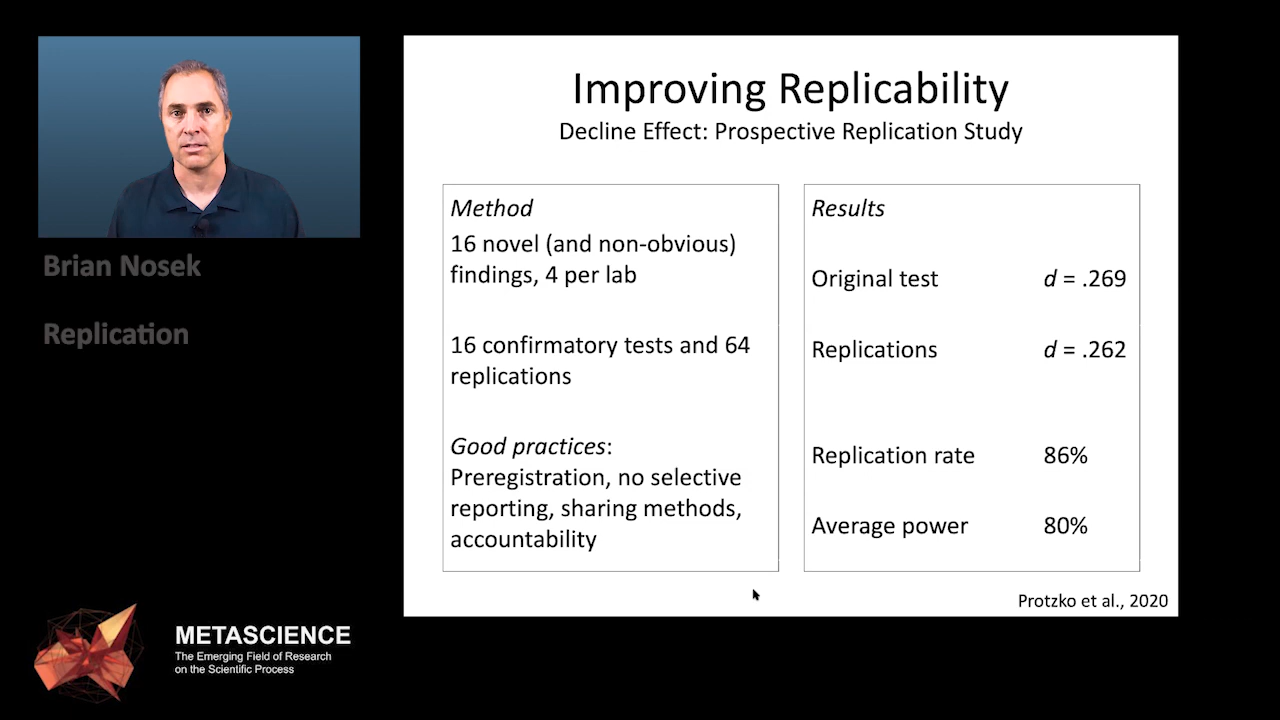 Brian Nosek
Replication
METASCIENCE
The Emerging Field of Research
on the Scientific Process
Improving Replicability
Decline Effect: Prospective Replication Study
Method
16 novel (and non-obvious)
findings, 4 per lab
16 confirmatory tests and 64
replications
Good practices:
Preregistration, no selective
reporting, sharing methods,
accountability
Results
Original test d = .269
Replications d = .262
Replication rate 86%
Average power 80%
Protzko et al., 2020